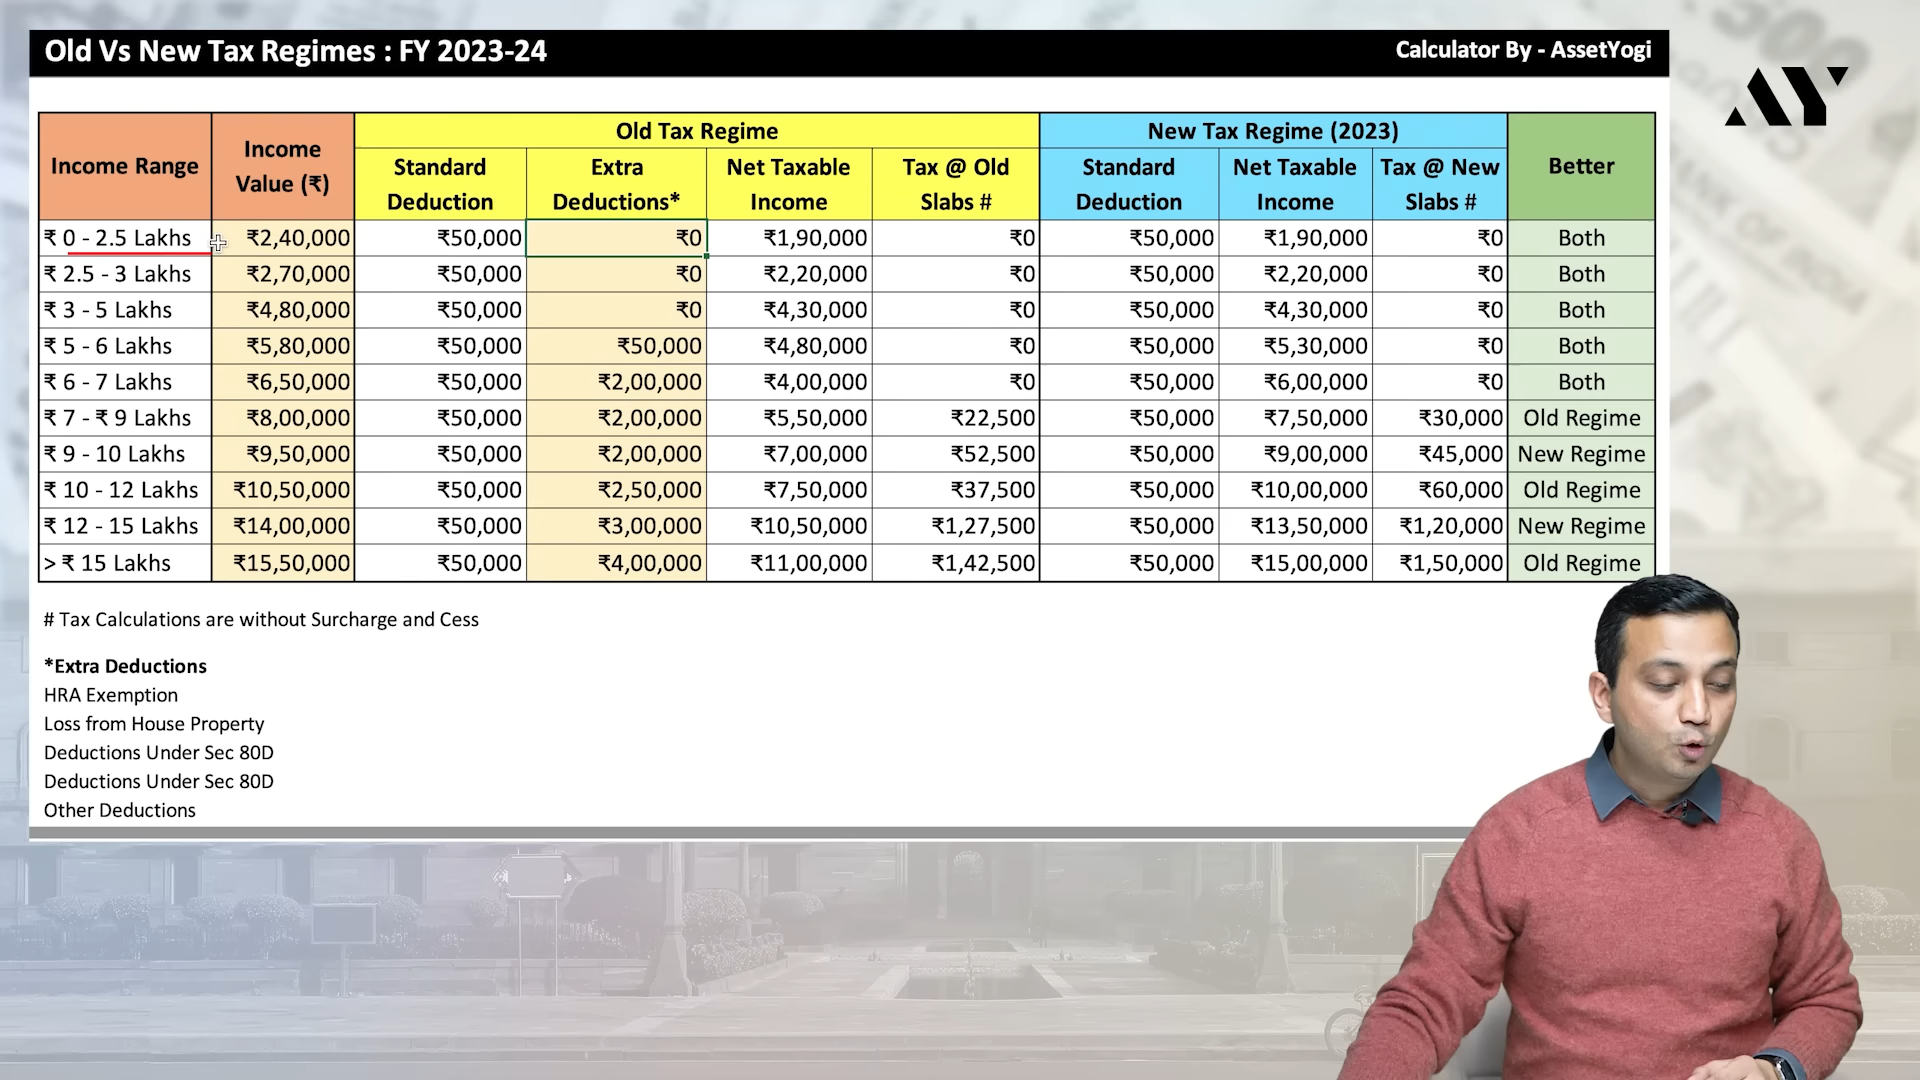 Old Vs New Tax Regimes : FY 2023-24
Calculator By - AssetYogi
AY
Income Range
Income Value (₹)
Old Tax Regime
New Tax Regime (2023)
Better
Standard Deduction
Extra Deductions*
Net Taxable Income
Tax @ Old Slabs #
Standard Deduction
Net Taxable Income
Tax @ New Slabs #
₹ 0 - 2.5 Lakhs ₹2,40,000 ₹50,000 ₹0 ₹1,90,000 ₹0 ₹50,000 ₹1,90,000 ₹0 Both
₹ 2.5 - 3 Lakhs ₹2,70,000 ₹50,000 ₹0 ₹2,20,000 ₹0 ₹50,000 ₹2,20,000 ₹0 Both
₹ 3 - 5 Lakhs ₹4,80,000 ₹50,000 ₹0 ₹4,30,000 ₹0 ₹50,000 ₹4,30,000 ₹0 Both
₹ 5 - 6 Lakhs ₹5,80,000 ₹50,000 ₹50,000 ₹4,80,000 ₹0 ₹50,000 ₹5,30,000 ₹0 Both
₹ 6 - 7 Lakhs ₹6,50,000 ₹50,000 ₹2,00,000 ₹4,00,000 ₹0 ₹50,000 ₹6,00,000 ₹0 Both
₹ 7 - ₹ 9 Lakhs ₹8,00,000 ₹50,000 ₹2,00,000 ₹5,50,000 ₹22,500 ₹50,000 ₹7,50,000 ₹30,000 Old Regime
₹ 9 - 10 Lakhs ₹9,50,000 ₹50,000 ₹2,00,000 ₹7,00,000 ₹52,500 ₹50,000 ₹9,00,000 ₹45,000 New Regime
₹ 10 - 12 Lakhs ₹10,50,000 ₹50,000 ₹2,50,000 ₹7,50,000 ₹37,500 ₹50,000 ₹10,00,000 ₹60,000 Old Regime
₹ 12 - 15 Lakhs ₹14,00,000 ₹50,000 ₹3,00,000 ₹10,50,000 ₹1,27,500 ₹50,000 ₹13,50,000 ₹1,20,000 New Regime
> ₹ 15 Lakhs ₹15,50,000 ₹50,000 ₹4,00,000 ₹11,00,000 ₹1,42,500 ₹50,000 ₹15,00,000 ₹1,50,000 Old Regime
# Tax Calculations are without Surcharge and Cess
*Extra Deductions
HRA Exemption
Loss from House Property
Deductions Under Sec 80D
Deductions Under Sec 80D
Other Deductions